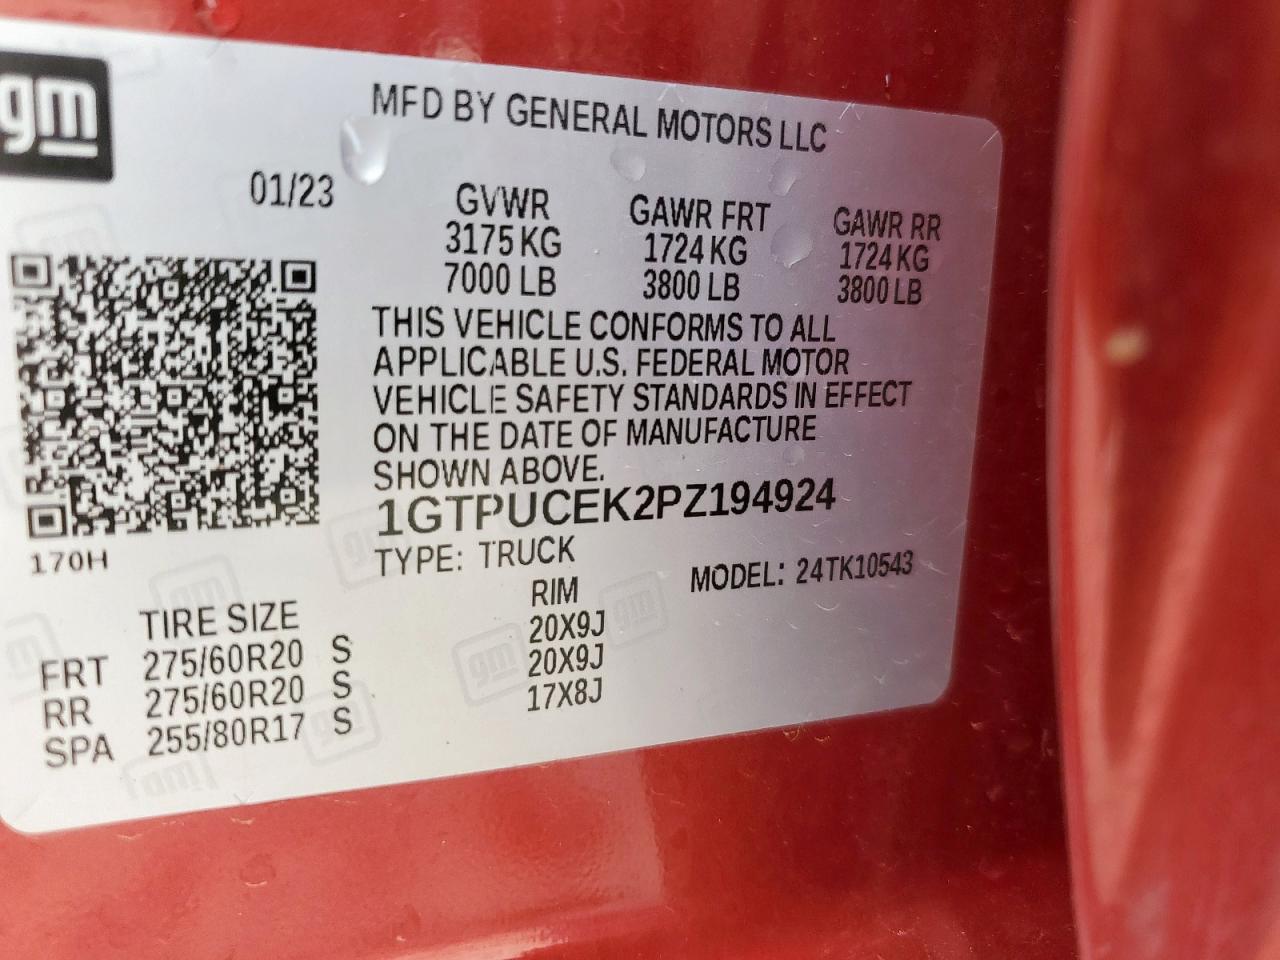 gm
MFD BY GENERAL MOTORS LLC
01/23
GVWR GAWR FRT GAWR RR
3175 KG 1724 KG 1724 KG
7000 LB 3800 LB 3800 LB
THIS VEHICLE CONFORMS TO ALL
APPLICABLE U.S. FEDERAL MOTOR
VEHICLE SAFETY STANDARDS IN EFFECT
ON THE DATE OF MANUFACTURE
SHOWN ABOVE.
1GTPUCEK2PZ194924
170H
TYPE: TRUCK MODEL: 24TK10543
TIRE SIZE RIM
FRT 275/60R20 S 20X9J
RR 275/60R20 S 20X9J
SPA 255/80R17 S 17X8J